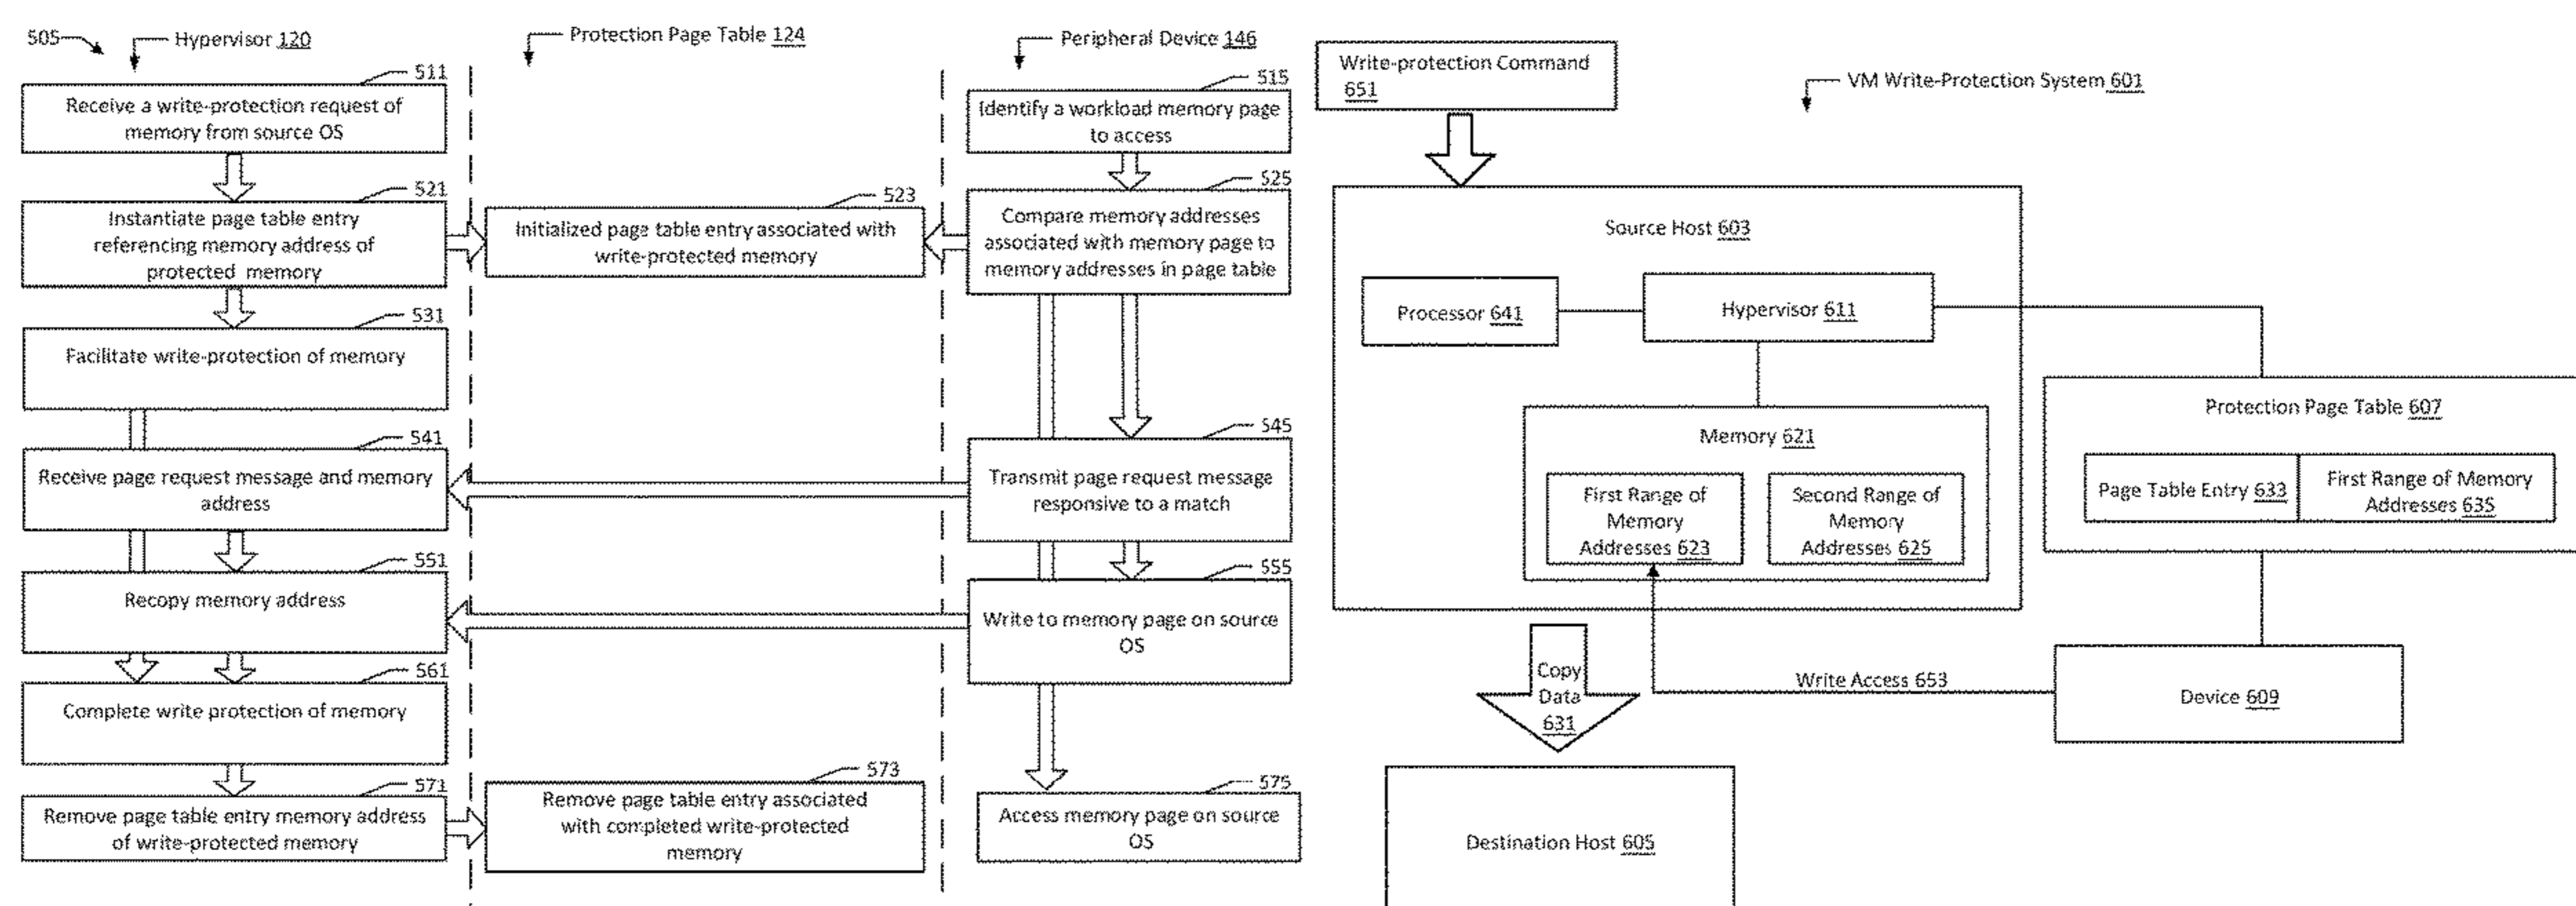 505
Hypervisor 120
Protection Page Table 124
Peripheral Device 146
511
Receive a write-protection request of
memory from source OS
515
Identify a workload memory page
to access
521
Instantiate page table entry
referencing memory address of
protected memory
523
Initialized page table entry associated with
write-protected memory
525
Compare memory addresses
associated with memory page to
memory addresses in page table
531
Facilitate write-protection of memory
541
Receive page request message and memory
address
545
Transmit page request message
responsive to a match
551
Recopy memory address
555
Write to memory page on source
OS
561
Complete write protection of memory
571
Remove page table entry memory address
of write-protected memory
573
Remove page table entry associated
with completed write-protected
memory
575
Access memory page on source
OS
Write-protection Command
651
VM Write-Protection System 601
Source Host 603
Processor 641
Hypervisor 611
Memory 621
First Range of
Memory
Addresses 623
Second Range of
Memory
Addresses 625
Protection Page Table 607
Page Table Entry 633
First Range of Memory
Addresses 635
Copy
Data
631
Write Access 653
Device 609
Destination Host 605